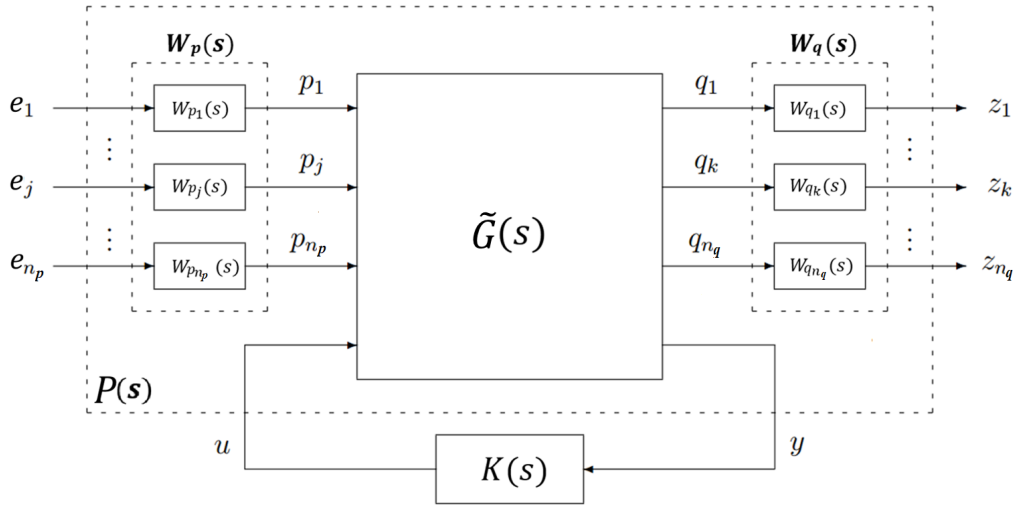 W_p(s) W_q(s)
e_1 W_{p_1}(s) p_1 q_1 W_{q_1}(s) z_1
⋮ ⋮
e_j W_{p_j}(s) p_j q_k W_{q_k}(s) z_k
G̃(s)
⋮ ⋮
e_{n_p} W_{p_{n_p}}(s) p_{n_p} q_{n_q} W_{q_{n_q}}(s) z_{n_q}
P(s)
u K(s) y